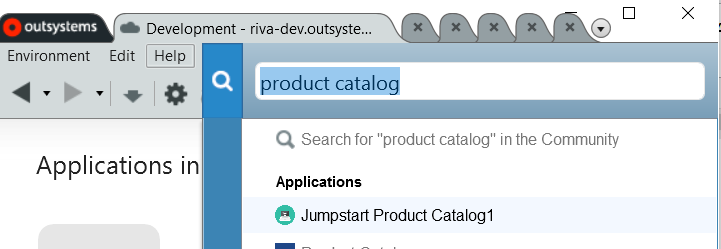 outsystems
Development - riva-dev.outsyste...
Environment Edit Help
product catalog
Search for "product catalog" in the Community
Applications in
Applications
Jumpstart Product Catalog1